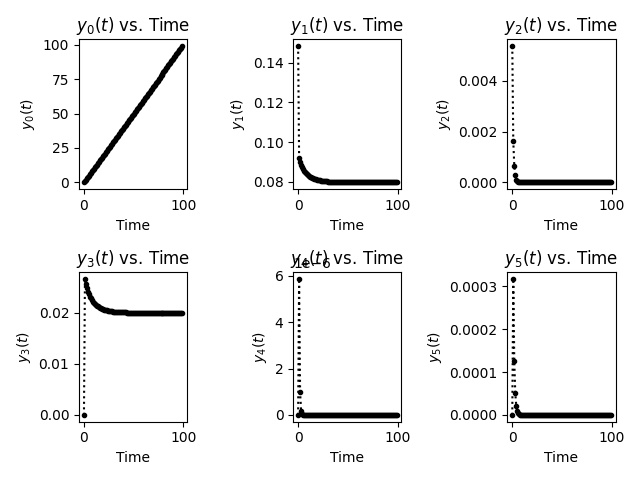 y₀(t) vs. Time
y₁(t) vs. Time
y₂(t) vs. Time
100
75
50
25
0
y₀(t)
0
100
Time
0.14
0.12
0.10
0.08
y₁(t)
0
100
Time
0.004
0.002
0.000
y₂(t)
0
100
Time
y₃(t) vs. Time
y₄(t) vs. Time
y₅(t) vs. Time
0.02
0.01
0.00
y₃(t)
0
100
Time
1e−6
6
4
2
0
y₄(t)
0
100
Time
0.0003
0.0002
0.0001
0.0000
y₅(t)
0
100
Time